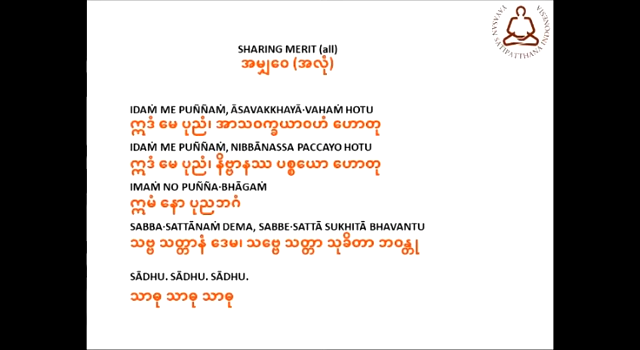 YAYASAN SATIPATTHANA INDONESIA
SHARING MERIT (all)
အမျှဝေ (အလုံ)
IDAṀ ME PUÑÑAṀ, ĀSAVAKKHAYĀ·VAHAṀ HOTU
ဣဒံ မေ ပုညံ၊ အာသဝက္ခယာဝဟံ ဟောတု
IDAṀ ME PUÑÑAṀ, NIBBĀNASSA PACCAYO HOTU
ဣဒံ မေ ပုညံ၊ နိဗ္ဗာနဿ ပစ္စယော ဟောတု
IMAṀ NO PUÑÑA·BHĀGAṀ
ဣမံ နော ပုညဘဂံ
SABBA·SATTĀNAṀ DEMA, SABBE·SATTĀ SUKHITĀ BHAVANTU
သဗ္ဗ သတ္တာနံ ဒေမ၊ သဗ္ဗေ သတ္တာ သုခိတာ ဘဝန္တု
SĀDHU. SĀDHU. SĀDHU.
သာဓု သာဓု သာဓု